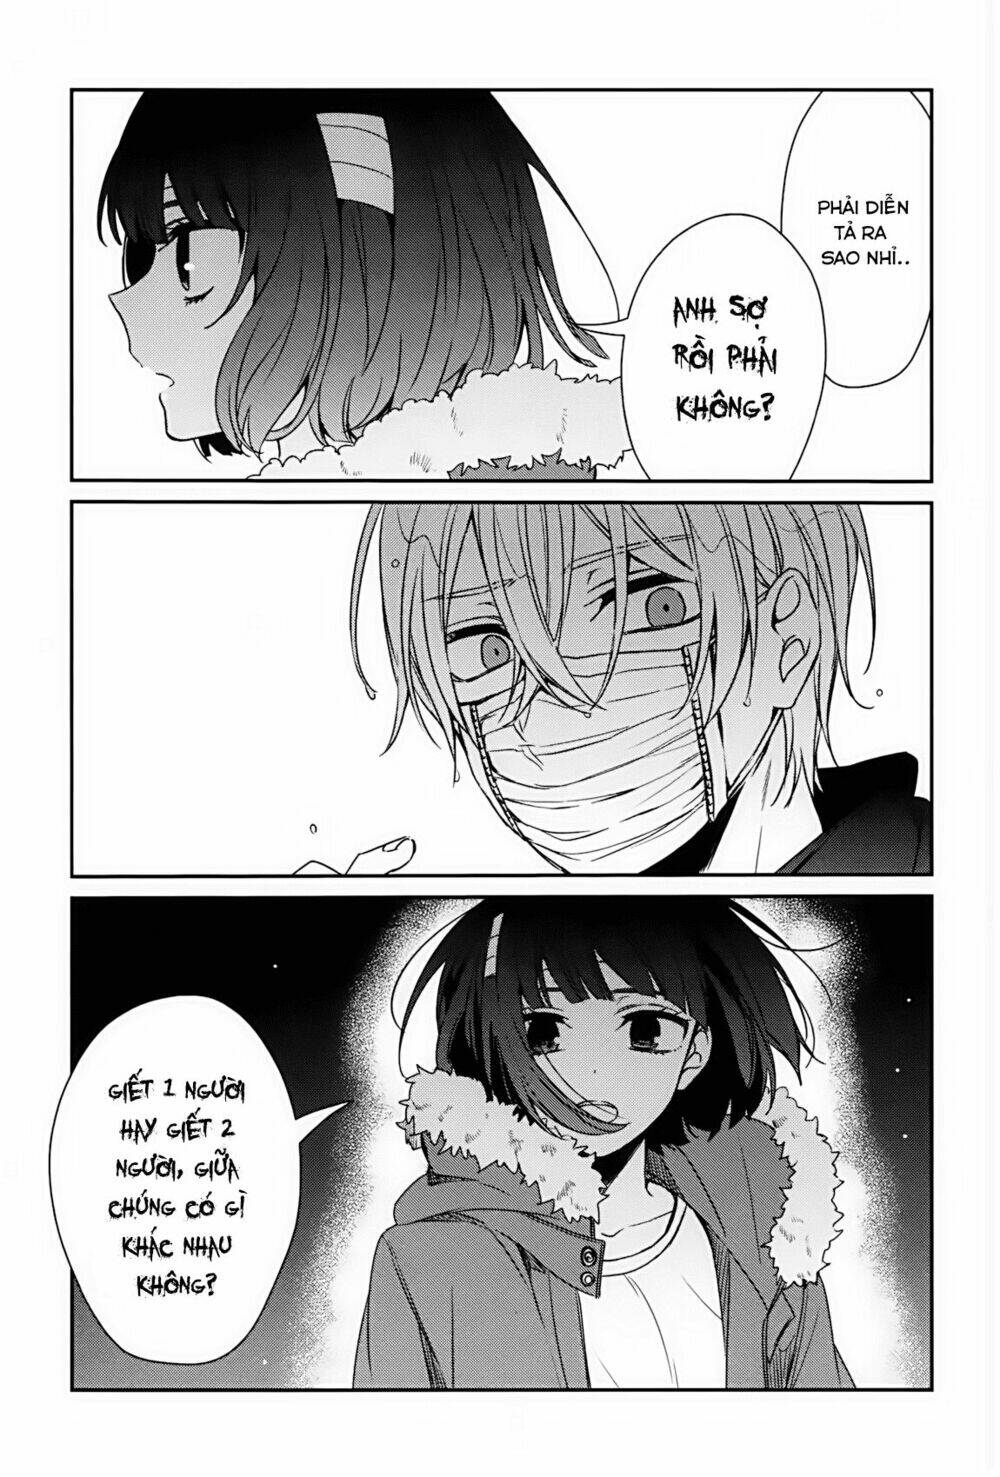 PHẢI DIỄN
TẢ RA
SAO NHỈ..
ANH SỢ
RỒI PHẢI
KHÔNG?
GIẾT 1 NGƯỜI
HAY GIẾT 2
NGƯỜI, GIỮA
CHÚNG CÓ GÌ
KHÁC NHAU
KHÔNG?